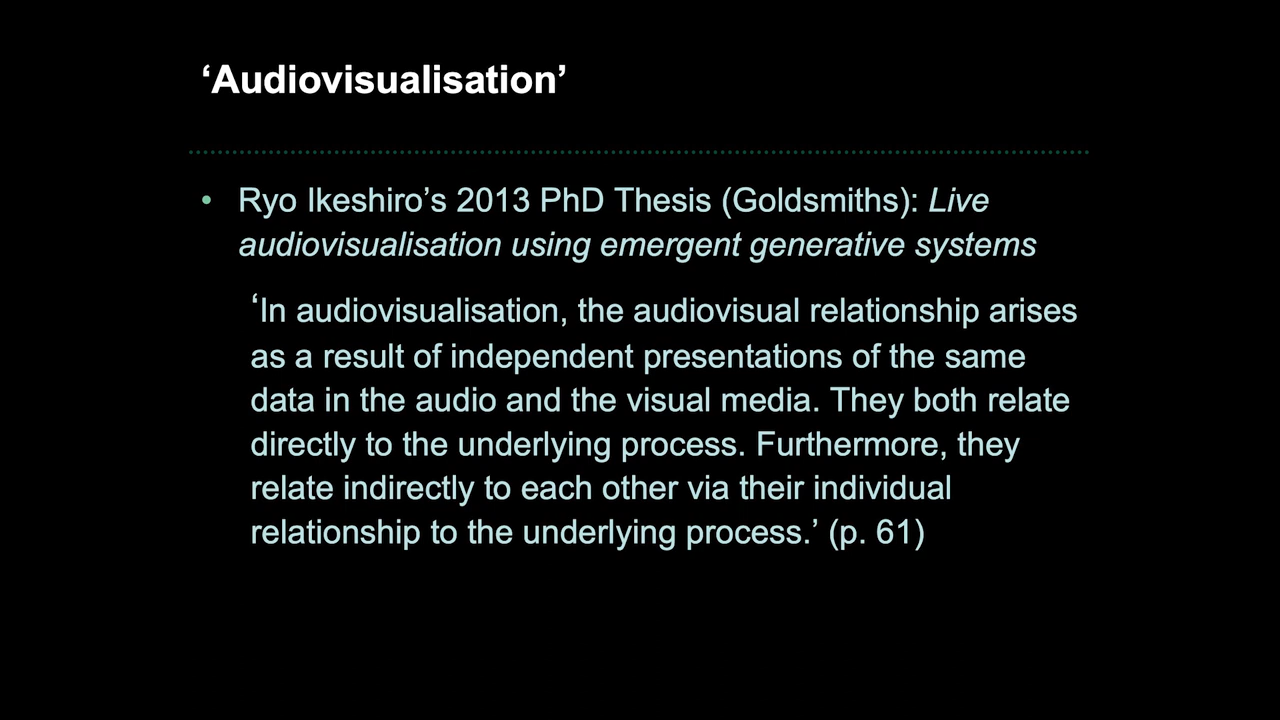 ‘Audiovisualisation’
• Ryo Ikeshiro’s 2013 PhD Thesis (Goldsmiths): Live
audiovisualisation using emergent generative systems
‘In audiovisualisation, the audiovisual relationship arises
as a result of independent presentations of the same
data in the audio and the visual media. They both relate
directly to the underlying process. Furthermore, they
relate indirectly to each other via their individual
relationship to the underlying process.’ (p. 61)